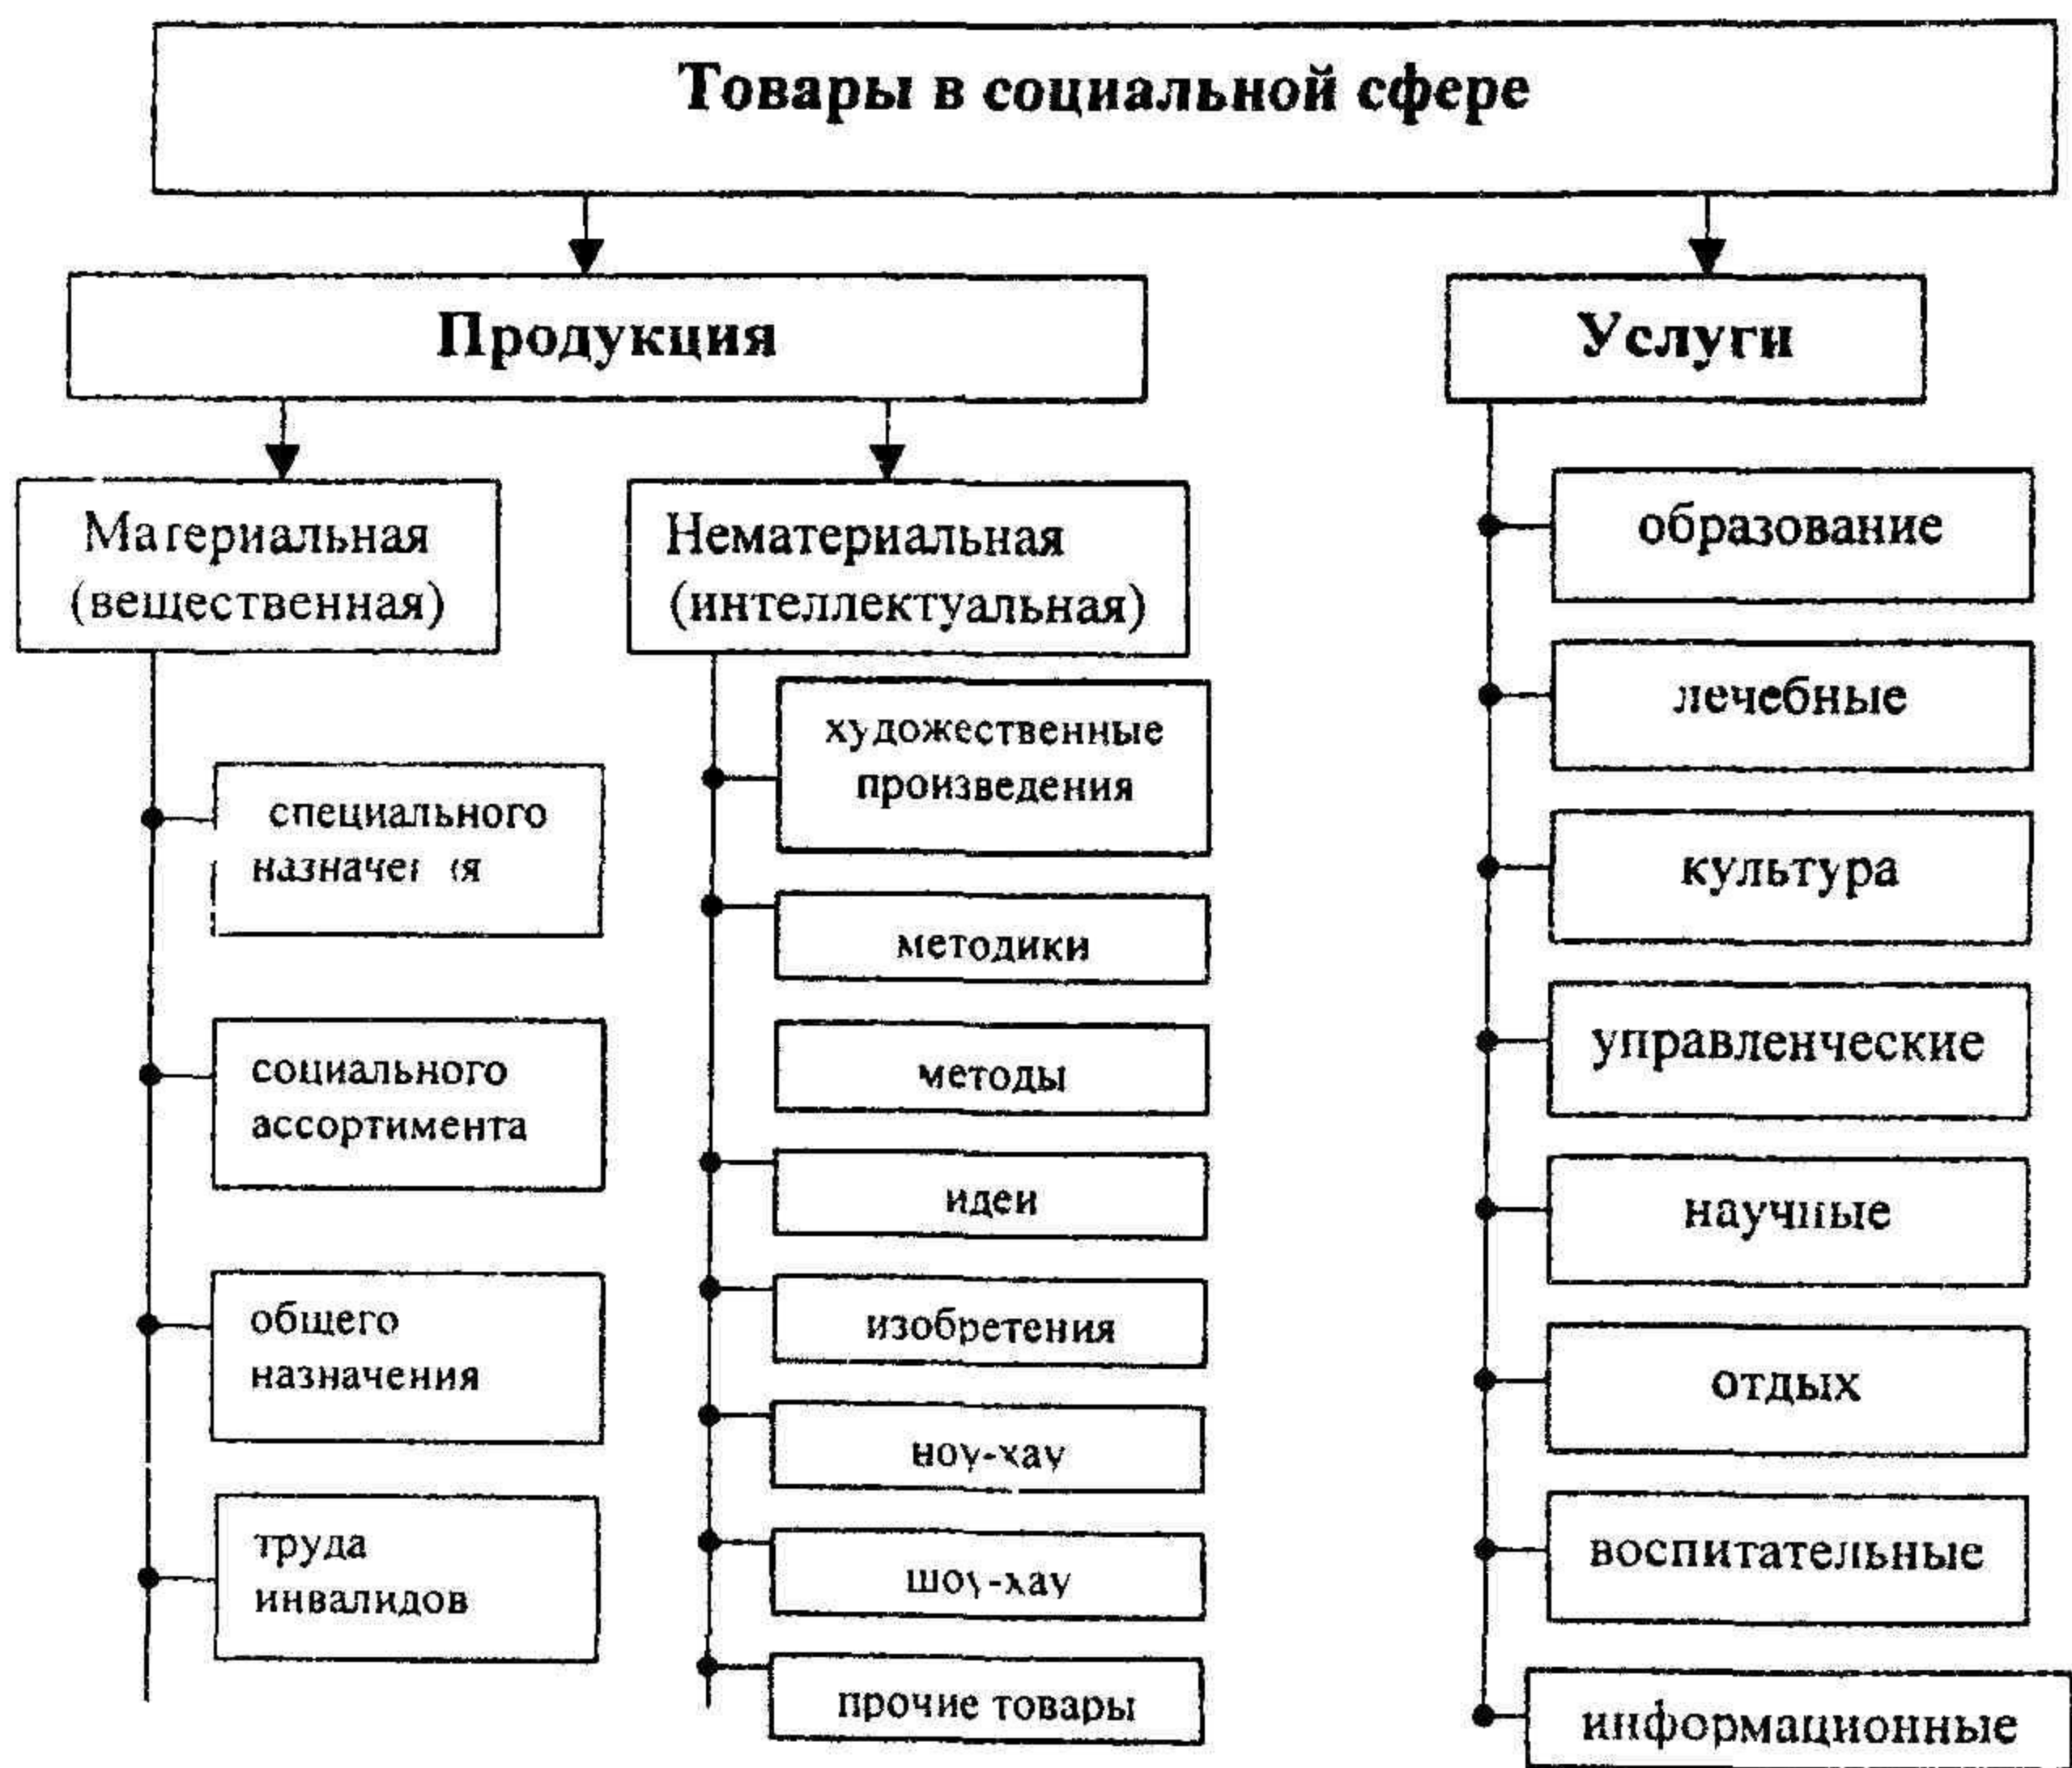 Товары в социальной сфере
Продукция
Услуги
Материальная
(вещественная)
Нематериальная
(интеллектуальная)
специального
назначения
социального
ассортимента
общего
назначения
труда
инвалидов
художественные
произведения
методики
методы
идеи
изобретения
ноу-хау
шоу-хау
прочие товары
образование
лечебные
культура
управленческие
научные
отдых
воспитательные
информационные